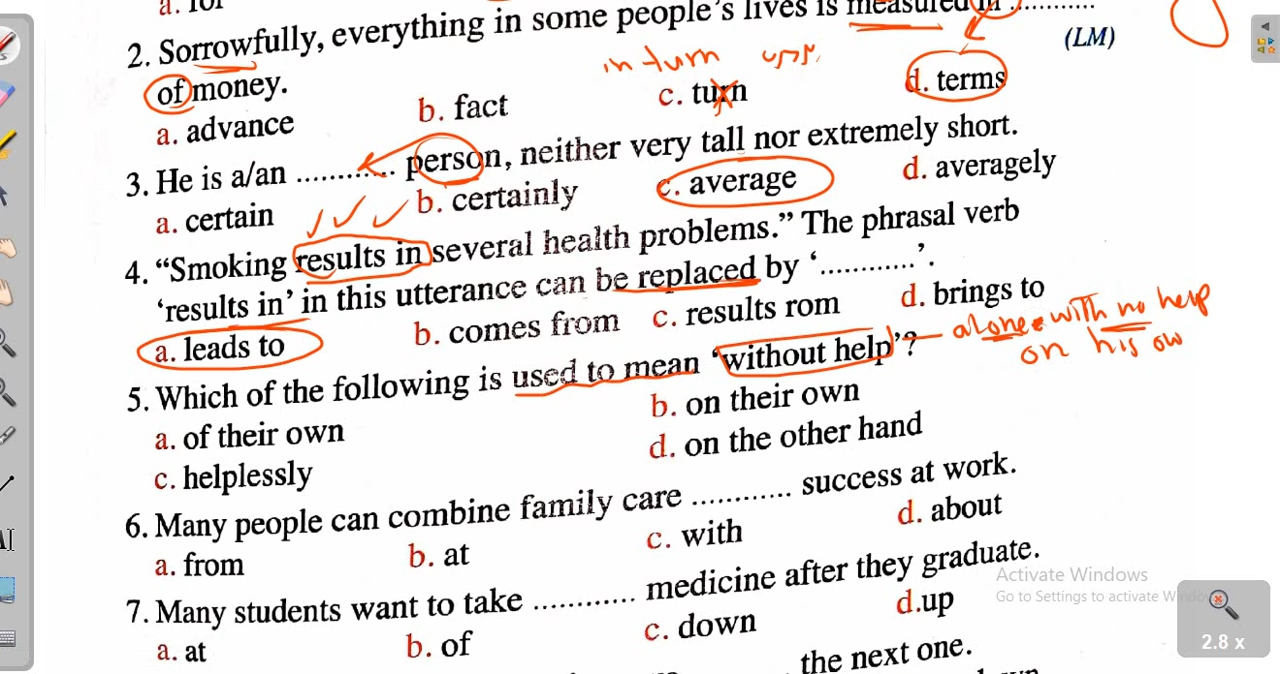 a. for
2. Sorrowfully, everything in some people's lives is measured in ............
(LM)
of money.
in turn
a. advance b. fact c. turn d. terms
3. He is a/an ............ person, neither very tall nor extremely short.
a. certain b. certainly c. average d. averagely
4. “Smoking results in several health problems.” The phrasal verb
‘results in’ in this utterance can be replaced by ‘............’.
a. leads to b. comes from c. results rom d. brings to
5. Which of the following is used to mean ‘without help’?
alone with no help
on his ow
a. of their own b. on their own
c. helplessly d. on the other hand
6. Many people can combine family care ............ success at work.
a. from b. at c. with d. about
7. Many students want to take ............ medicine after they graduate.
a. at b. of c. down d.up
the next one.
Activate Windows
Go to Settings to activate Windo
2.8 x